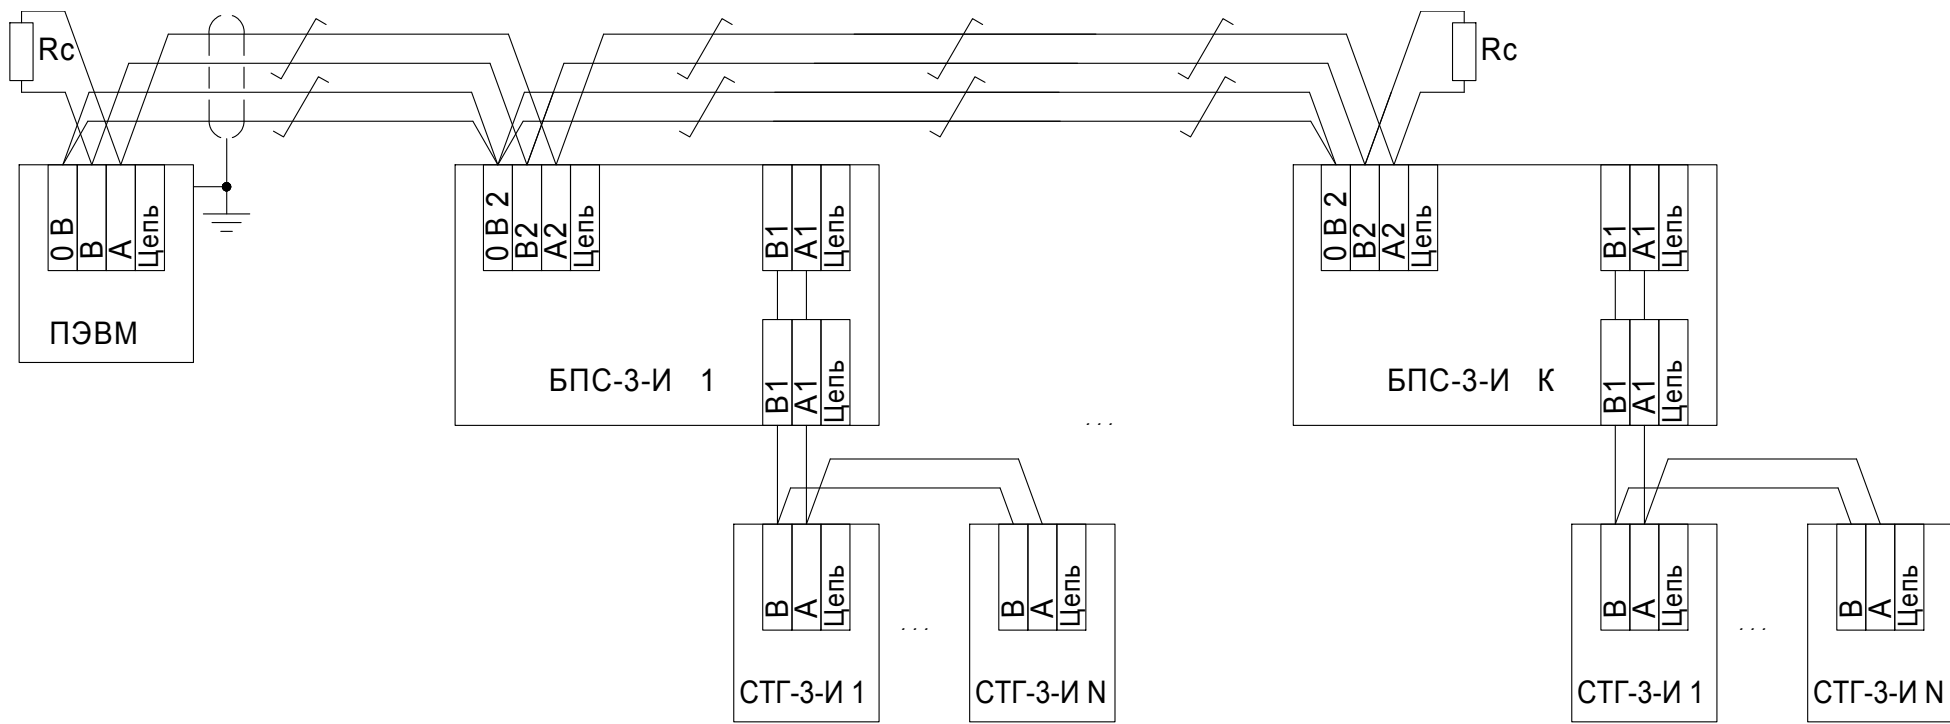 Rc
Rc
0 В
В
А
Цепь
ПЭВМ
0 В 2
В2
А2
Цепь
В1
А1
Цепь
БПС-3-И 1
В1
А1
Цепь
...
0 В 2
В2
А2
Цепь
В1
А1
Цепь
БПС-3-И К
В1
А1
Цепь
В
А
Цепь
СТГ-3-И 1
...
В
А
Цепь
СТГ-3-И N
В
А
Цепь
СТГ-3-И 1
...
В
А
Цепь
СТГ-3-И N